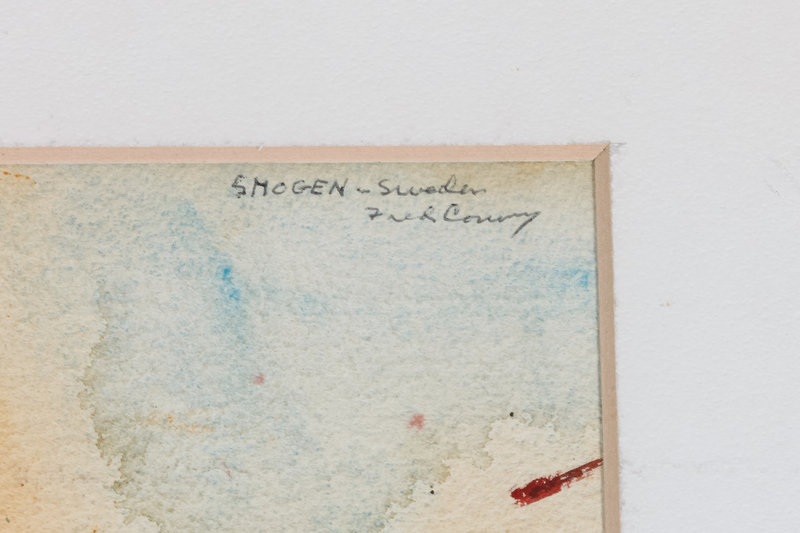 SMOGEN - Sweden
Fred Conway